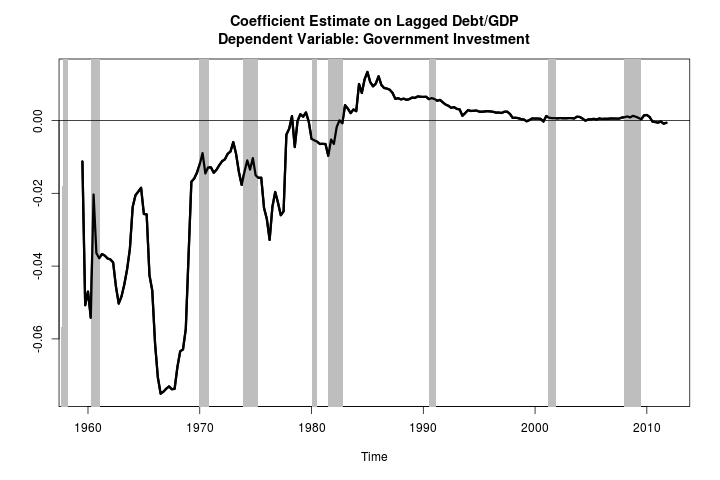 Coefficient Estimate on Lagged Debt/GDP
Dependent Variable: Government Investment
0.00
-0.02
-0.04
-0.06
1960 1970 1980 1990 2000 2010
Time